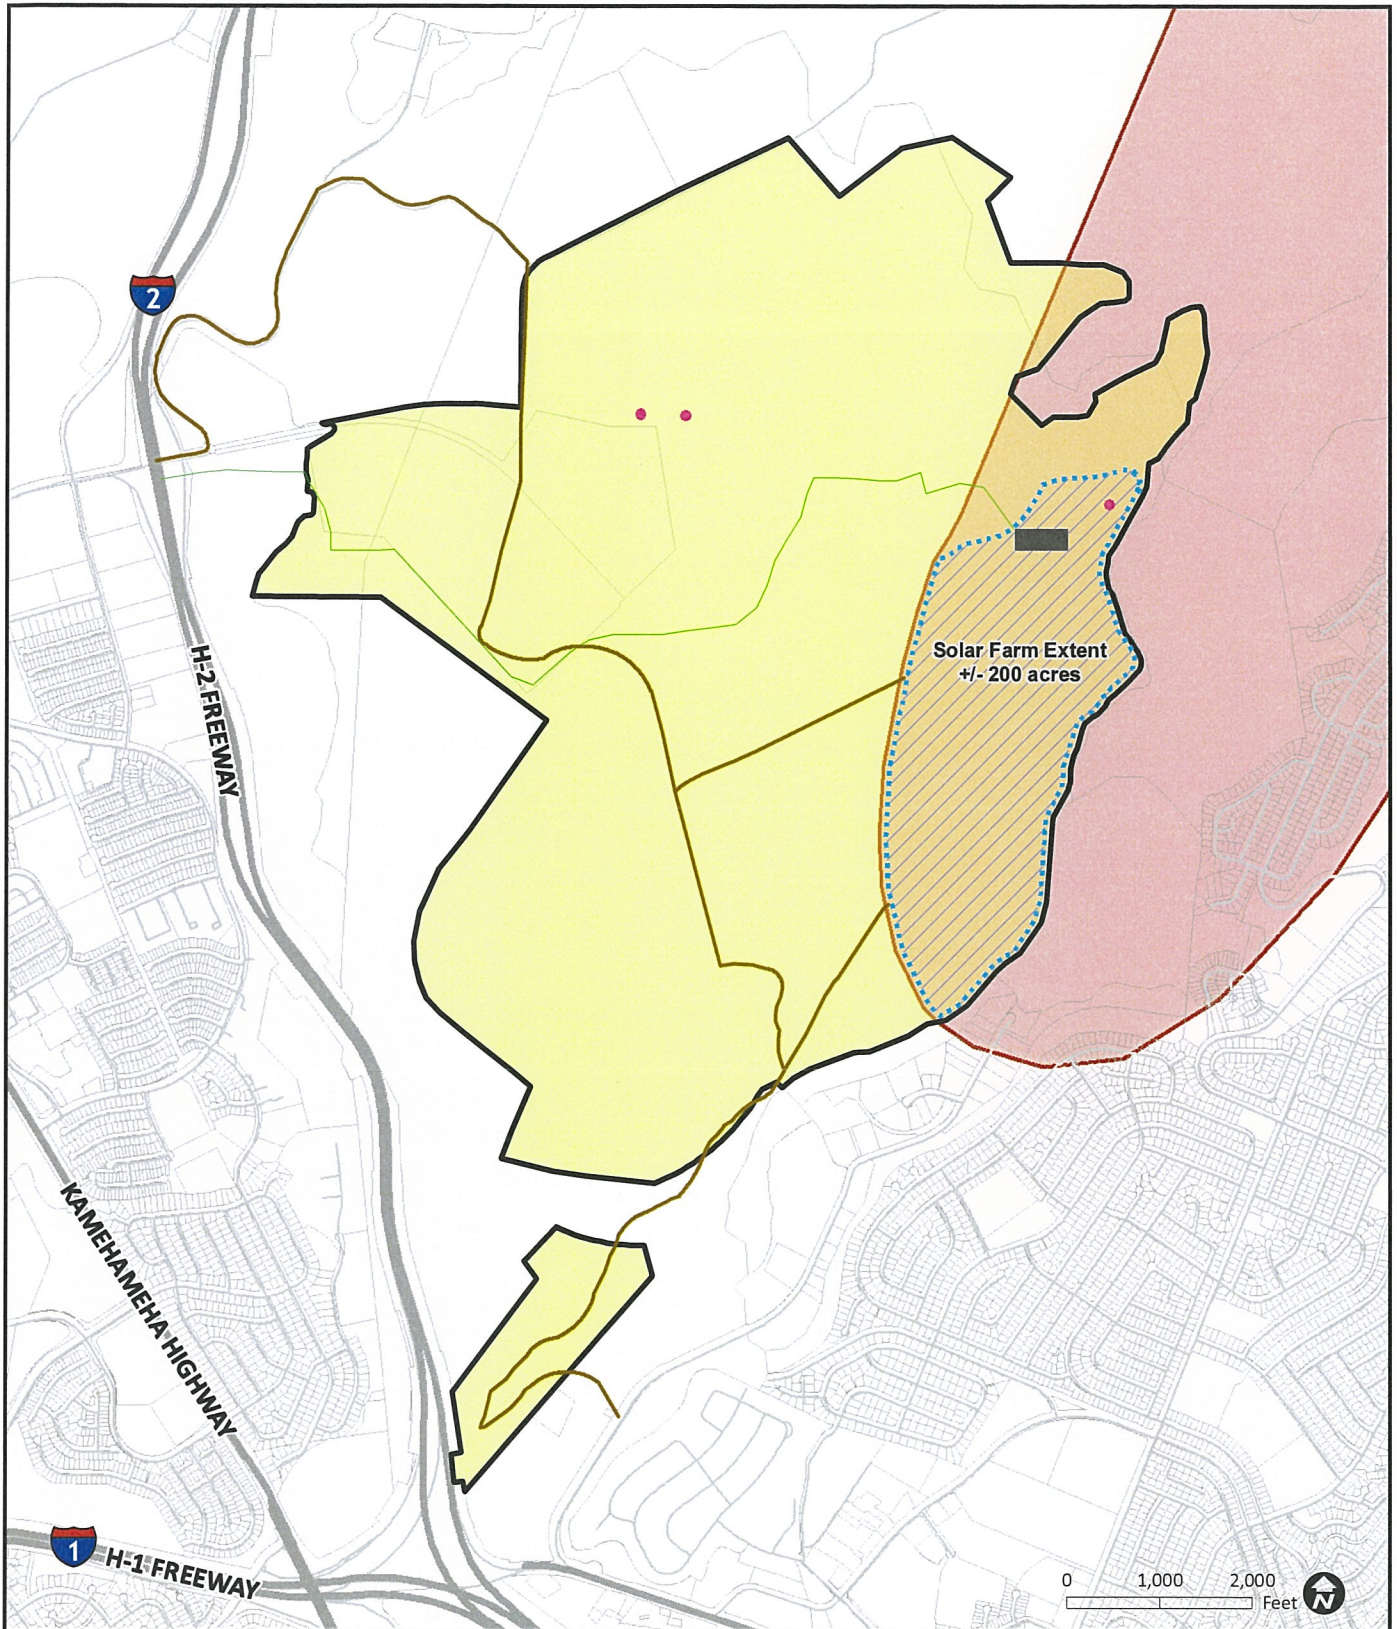 2
H-2 FREEWAY
Solar Farm Extent
+/- 200 acres
KAMEHAMEHA HIGHWAY
1
H-1 FREEWAY
0 1,000 2,000
Feet
N